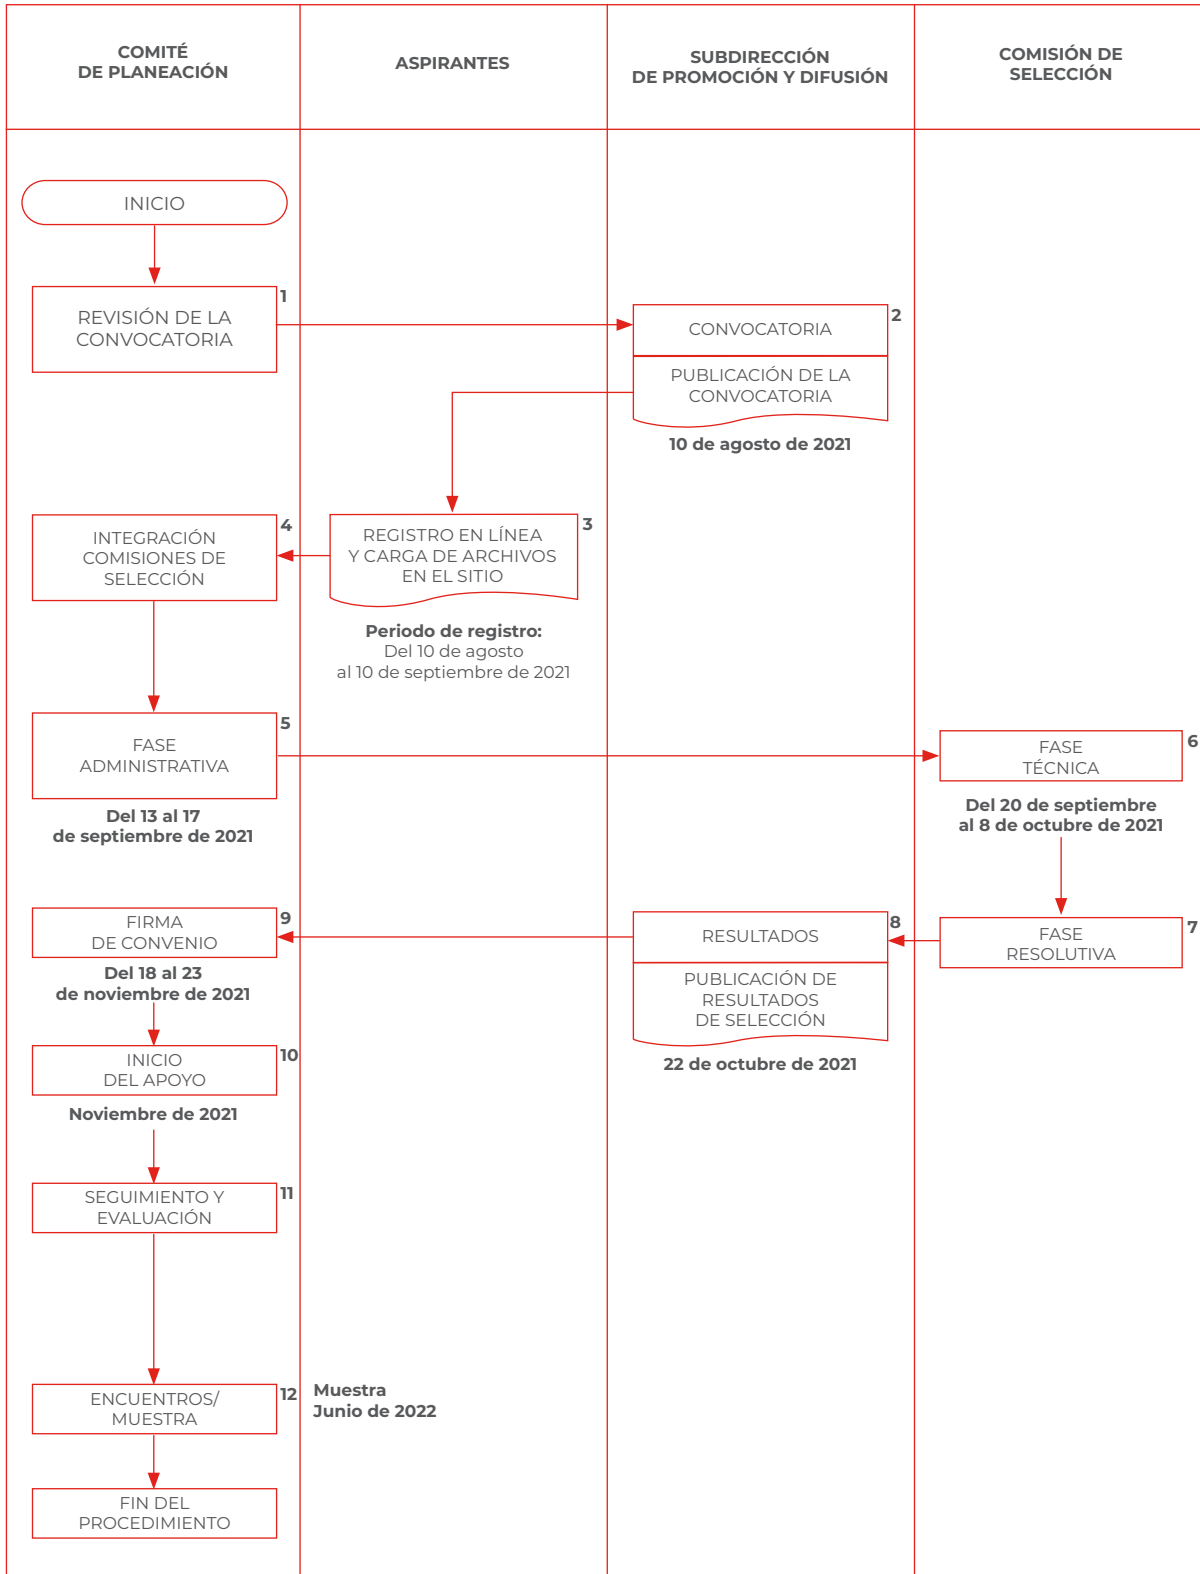 COMITÉ
DE PLANEACIÓN
ASPIRANTES
SUBDIRECCIÓN
DE PROMOCIÓN Y DIFUSIÓN
COMISIÓN DE
SELECCIÓN
INICIO
1
REVISIÓN DE LA
CONVOCATORIA
2
CONVOCATORIA
PUBLICACIÓN DE LA
CONVOCATORIA
10 de agosto de 2021
3
REGISTRO EN LÍNEA
Y CARGA DE ARCHIVOS
EN EL SITIO
Periodo de registro:
Del 10 de agosto
al 10 de septiembre de 2021
4
INTEGRACIÓN
COMISIONES DE
SELECCIÓN
5
FASE
ADMINISTRATIVA
Del 13 al 17
de septiembre de 2021
6
FASE
TÉCNICA
Del 20 de septiembre
al 8 de octubre de 2021
7
FASE
RESOLUTIVA
8
RESULTADOS
PUBLICACIÓN DE
RESULTADOS
DE SELECCIÓN
22 de octubre de 2021
9
FIRMA
DE CONVENIO
Del 18 al 23
de noviembre de 2021
10
INICIO
DEL APOYO
Noviembre de 2021
11
SEGUIMIENTO Y
EVALUACIÓN
12
ENCUENTROS/
MUESTRA
Muestra
Junio de 2022
FIN DEL
PROCEDIMIENTO